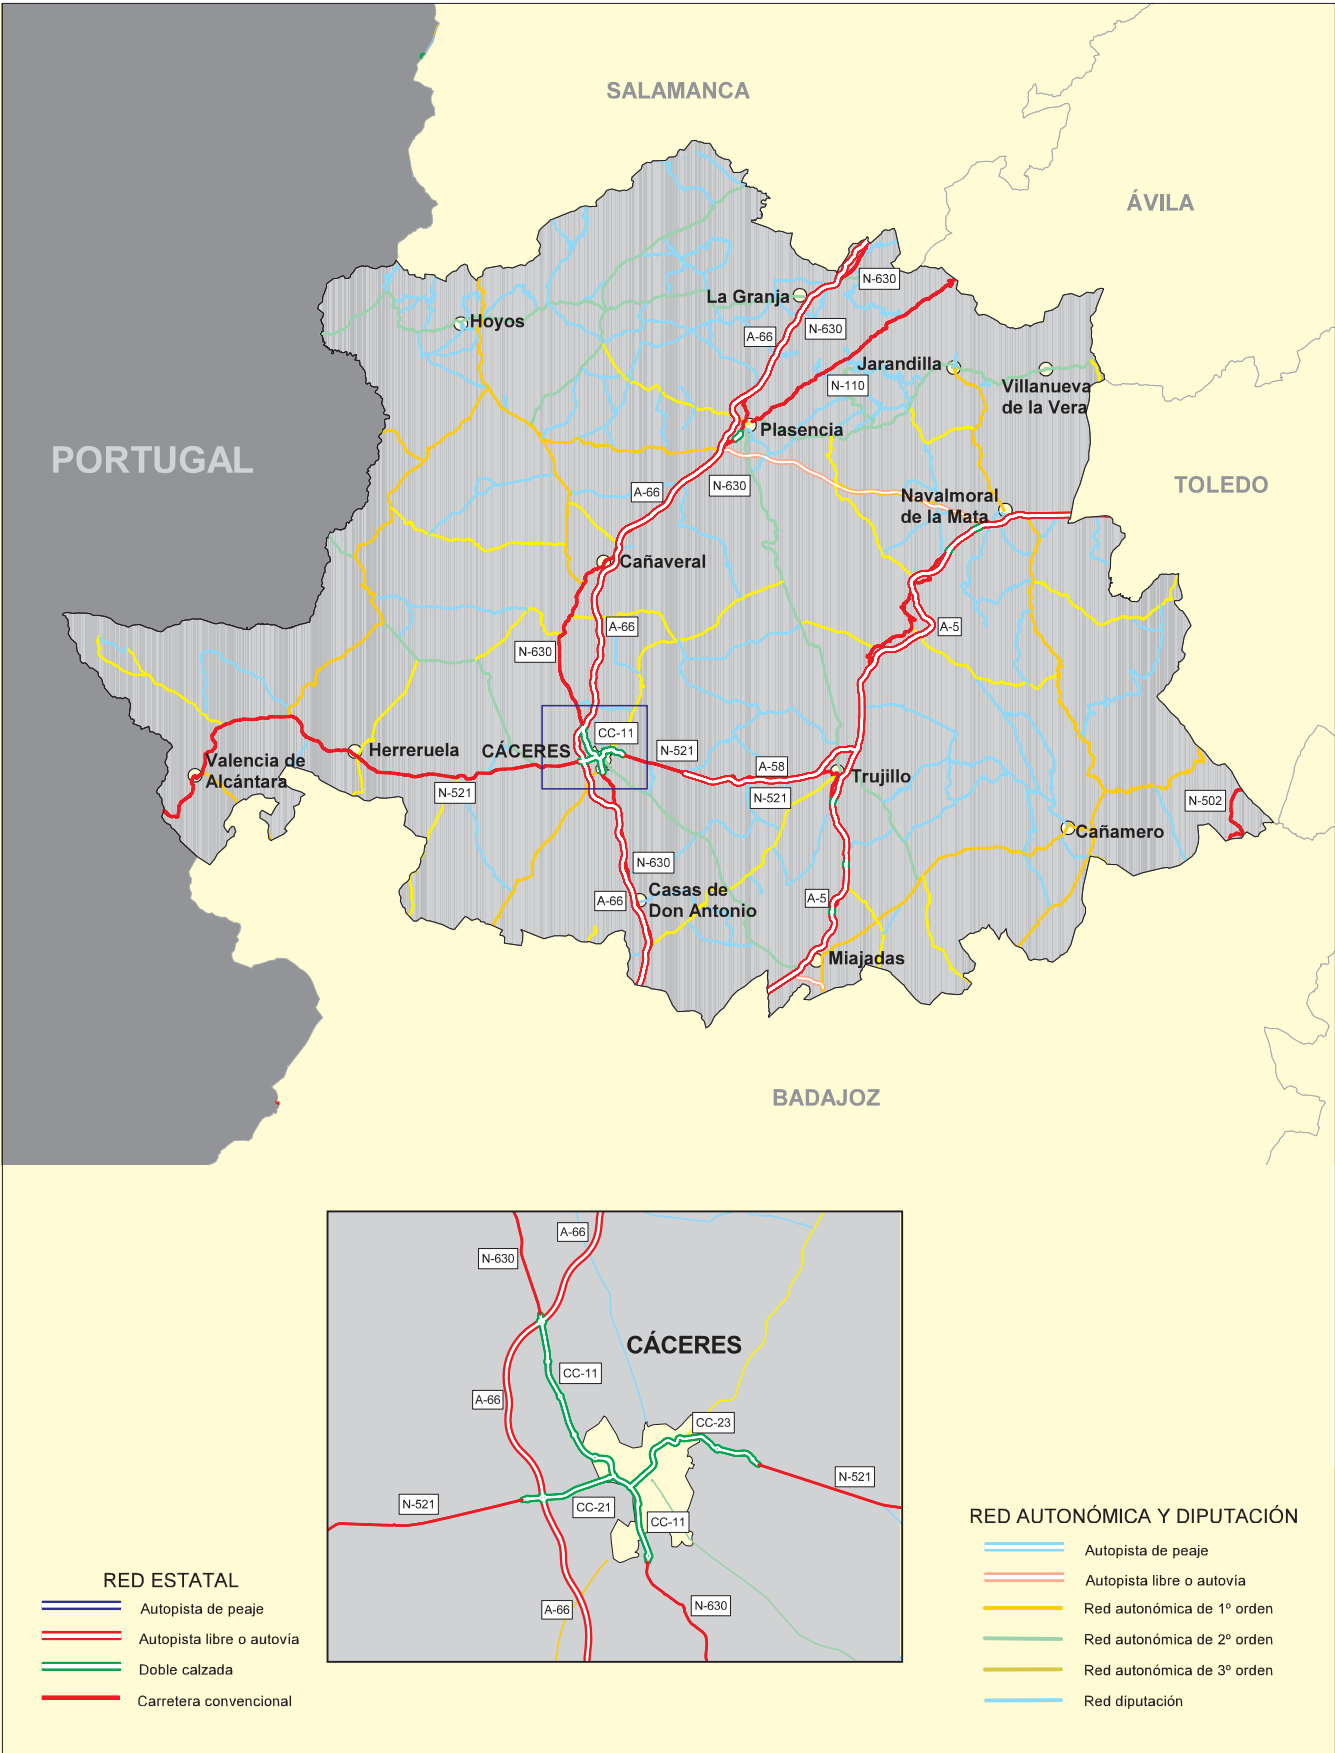 SALAMANCA
ÁVILA
N-630
La Granja
Hoyos
N-630
A-66
Jarandilla
N-110
Villanueva
de la Vera
Plasencia
PORTUGAL
TOLEDO
N-630
A-66
Navalmoral
de la Mata
Cañaveral
A-66
A-5
N-630
CC-11
Herreruela
CÁCERES
N-521
Valencia de
Alcántara
A-58
Trujillo
N-521
N-521
N-502
Cañamero
N-630
Casas de
Don Antonio
A-66
A-5
Miajadas
BADAJOZ
A-66
N-630
CÁCERES
CC-11
A-66
CC-23
N-521
N-521
CC-21
CC-11
N-630
A-66
RED ESTATAL
Autopista de peaje
Autopista libre o autovía
Doble calzada
Carretera convencional
RED AUTONÓMICA Y DIPUTACIÓN
Autopista de peaje
Autopista libre o autovía
Red autonómica de 1º orden
Red autonómica de 2º orden
Red autonómica de 3º orden
Red diputación